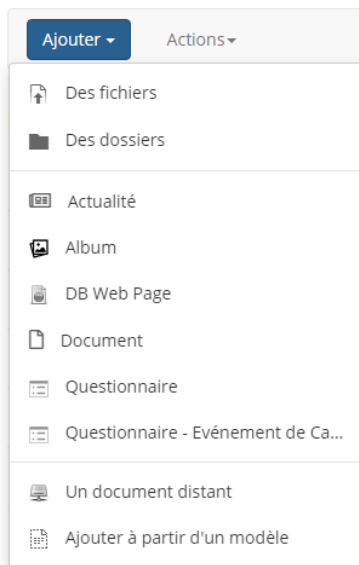 Ajouter Actions
Des fichiers
Des dossiers
Actualité
Album
DB Web Page
Document
Questionnaire
Questionnaire - Evénement de Ca...
Un document distant
Ajouter à partir d'un modèle